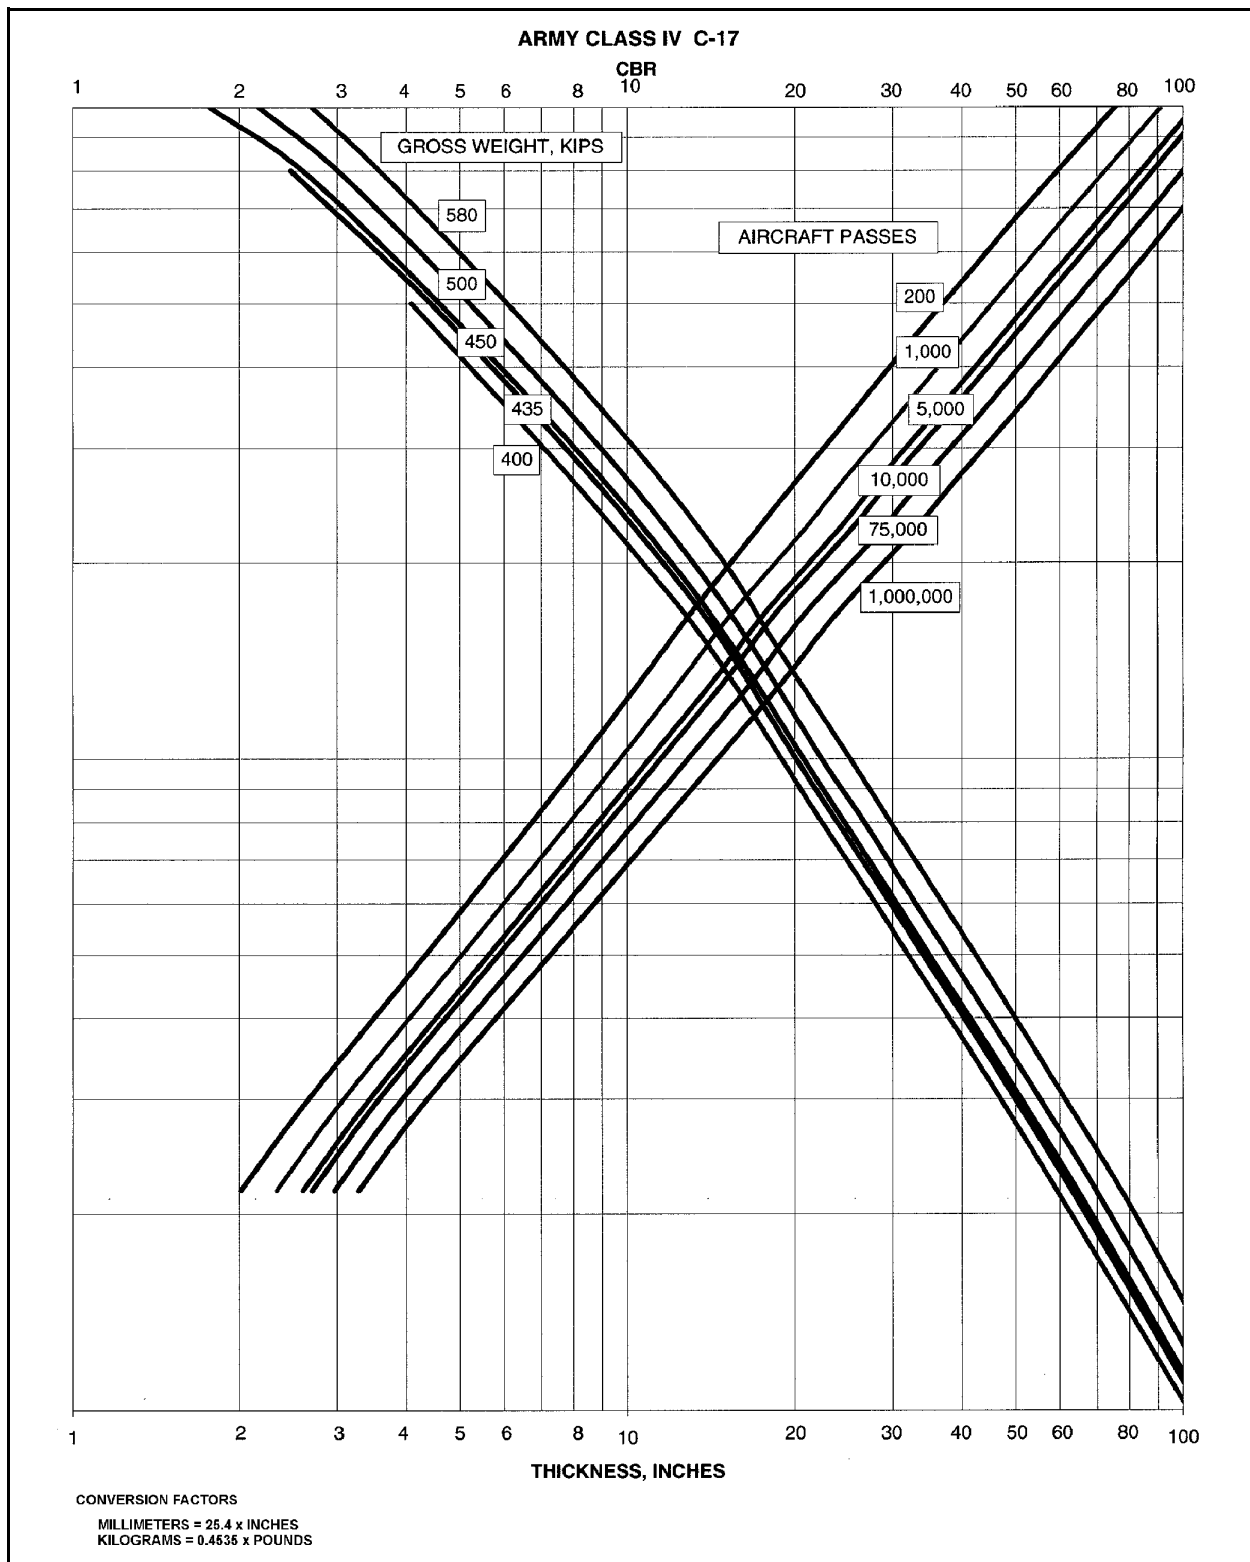 ARMY CLASS IV C-17
CBR
1 2 3 4 5 6 8 10 20 30 40 50 60 80 100
GROSS WEIGHT, KIPS
580
AIRCRAFT PASSES
500
200
450
1,000
435
5,000
400
10,000
75,000
1,000,000
1 2 3 4 5 6 8 10 20 30 40 50 60 80 100
THICKNESS, INCHES
CONVERSION FACTORS
MILLIMETERS = 25.4 x INCHES
KILOGRAMS = 0.4535 x POUNDS